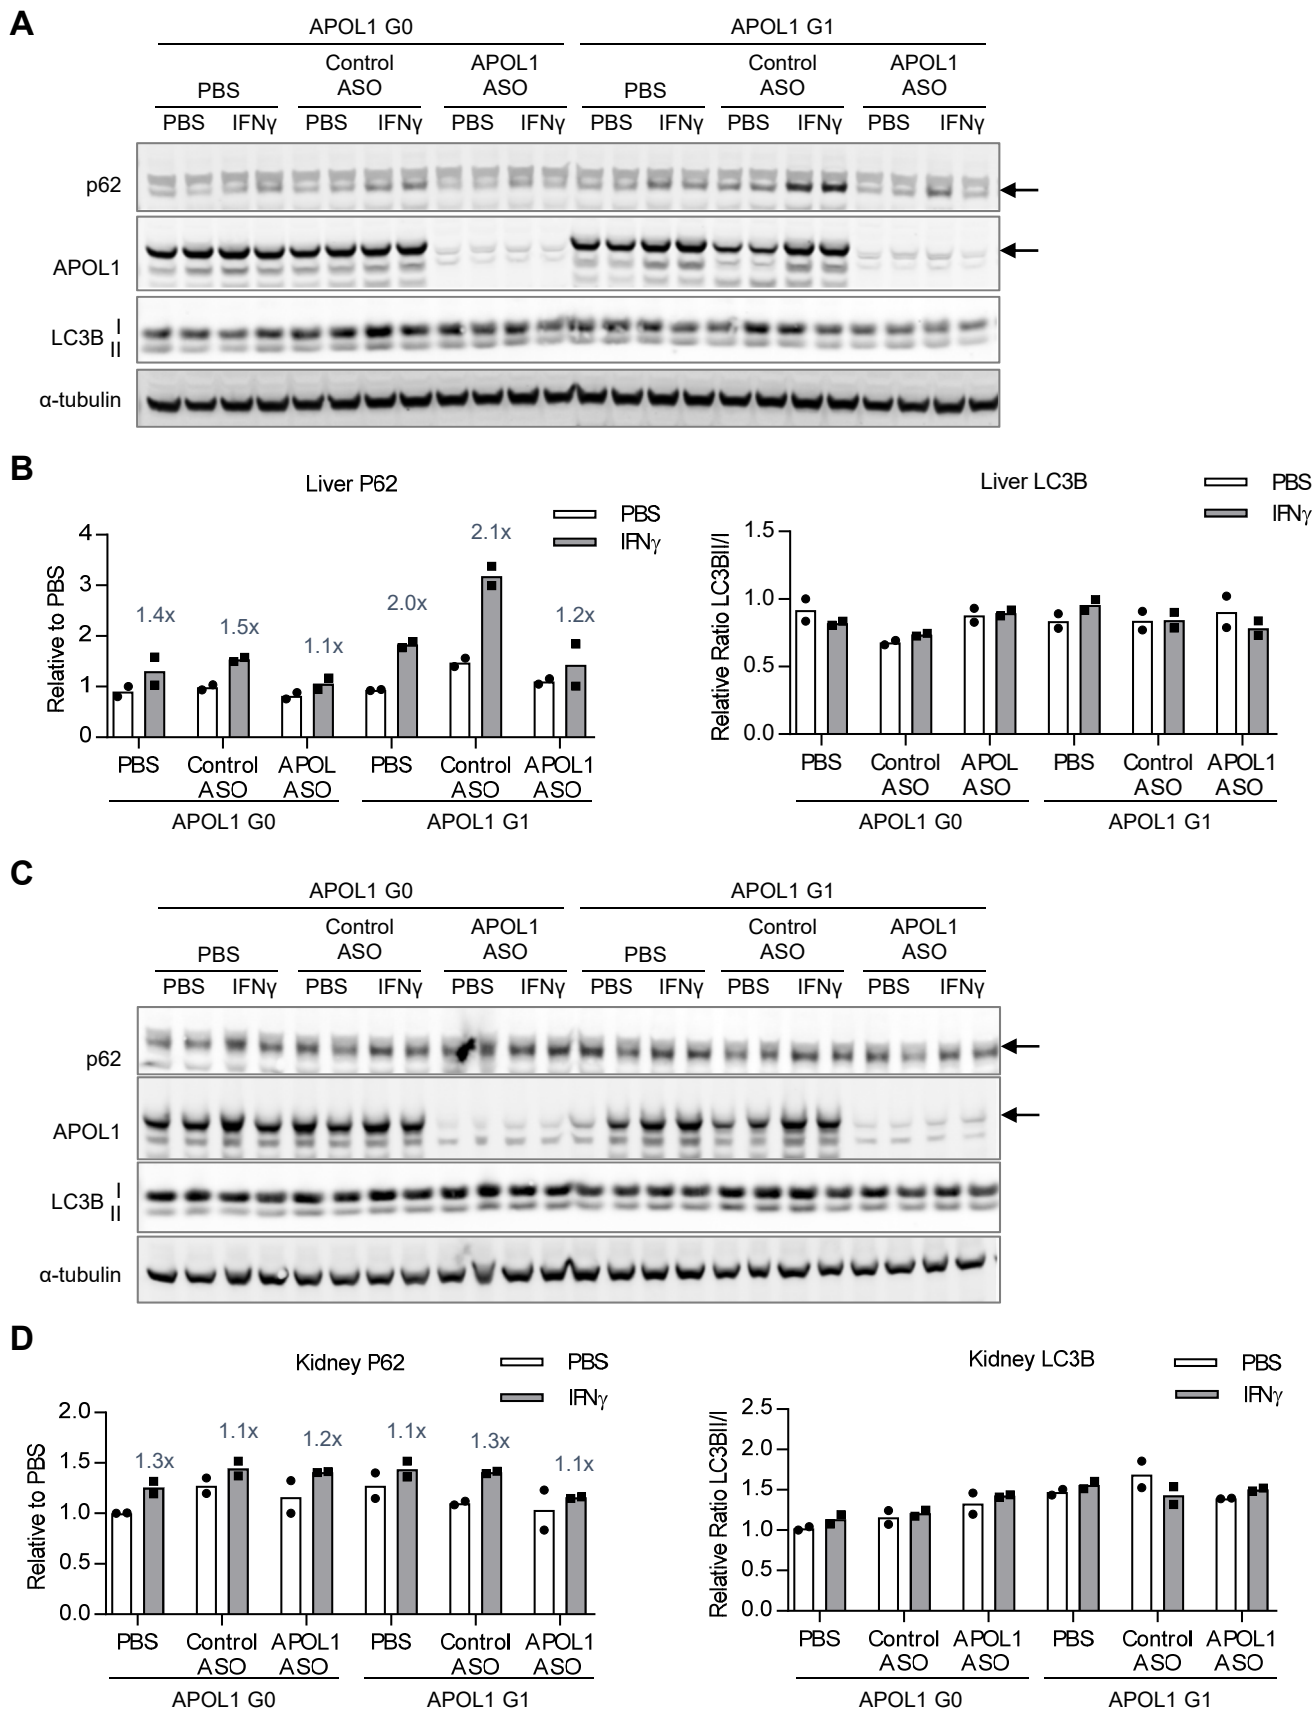 A
APOL1 G0 APOL1 G1
PBS Control ASO APOL1 ASO PBS Control ASO APOL1 ASO
PBS IFNγ PBS IFNγ PBS IFNγ PBS IFNγ PBS IFNγ PBS IFNγ
p62
APOL1
LC3B I II
α-tubulin
B
Liver P62
PBS
IFNγ
Relative to PBS
4
3
2
1
0
1.4x 1.5x 1.1x 2.0x 2.1x 1.2x
PBS Control ASO APOL ASO PBS Control ASO APOL1 ASO
APOL1 G0 APOL1 G1
Liver LC3B
PBS
IFNγ
Relative Ratio LC3BII/I
1.5
1.0
0.5
0.0
PBS Control ASO APOL ASO PBS Control ASO APOL1 ASO
APOL1 G0 APOL1 G1
C
APOL1 G0 APOL1 G1
PBS Control ASO APOL1 ASO PBS Control ASO APOL1 ASO
PBS IFNγ PBS IFNγ PBS IFNγ PBS IFNγ PBS IFNγ PBS IFNγ
p62
APOL1
LC3B I II
α-tubulin
D
Kidney P62
PBS
IFNγ
Relative to PBS
2.0
1.5
1.0
0.5
0.0
1.3x 1.1x 1.2x 1.1x 1.3x 1.1x
PBS Control ASO APOL1 ASO PBS Control ASO APOL1 ASO
APOL1 G0 APOL1 G1
Kidney LC3B
PBS
IFNγ
Relative Ratio LC3BII/I
2.5
2.0
1.5
1.0
0.5
0.0
PBS Control ASO APOL1 ASO PBS Control ASO APOL1 ASO
APOL1 G0 APOL1 G1